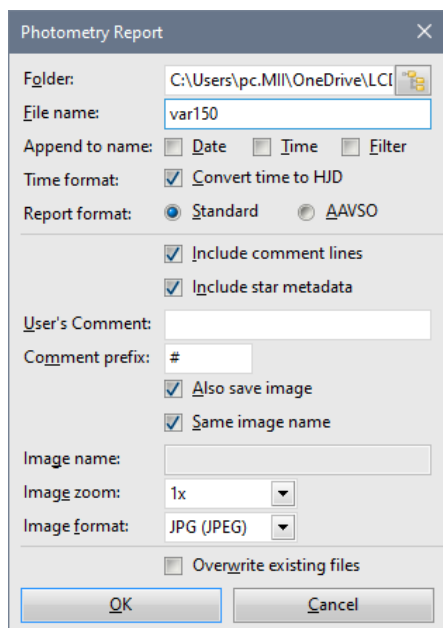 Photometry Report
Folder: C:\Users\pc.MII\OneDrive\LC
File name: var150
Append to name: Date Time Filter
Time format: Convert time to HJD
Report format: Standard AAVSO
Include comment lines
Include star metadata
User's Comment:
Comment prefix: #
Also save image
Same image name
Image name:
Image zoom: 1x
Image format: JPG (JPEG)
Overwrite existing files
OK Cancel